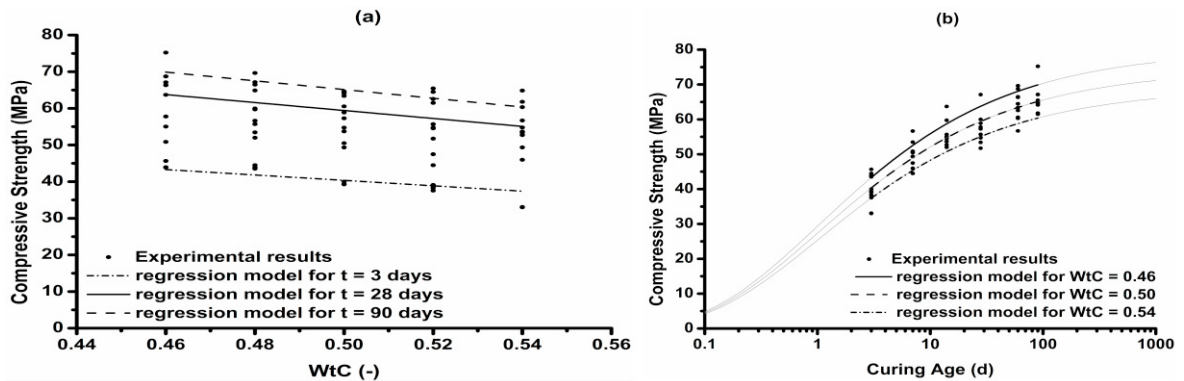 (a)
80
70
60
50
40
30
20
10
0
Compressive Strength (MPa)
Experimental results
regression model for t = 3 days
regression model for t = 28 days
regression model for t = 90 days
0.44 0.46 0.48 0.50 0.52 0.54 0.56
WtC (-)
(b)
80
70
60
50
40
30
20
10
0
Compressive Strength (MPa)
Experimental results
regression model for WtC = 0.46
regression model for WtC = 0.50
regression model for WtC = 0.54
0.1 1 10 100 1000
Curing Age (d)